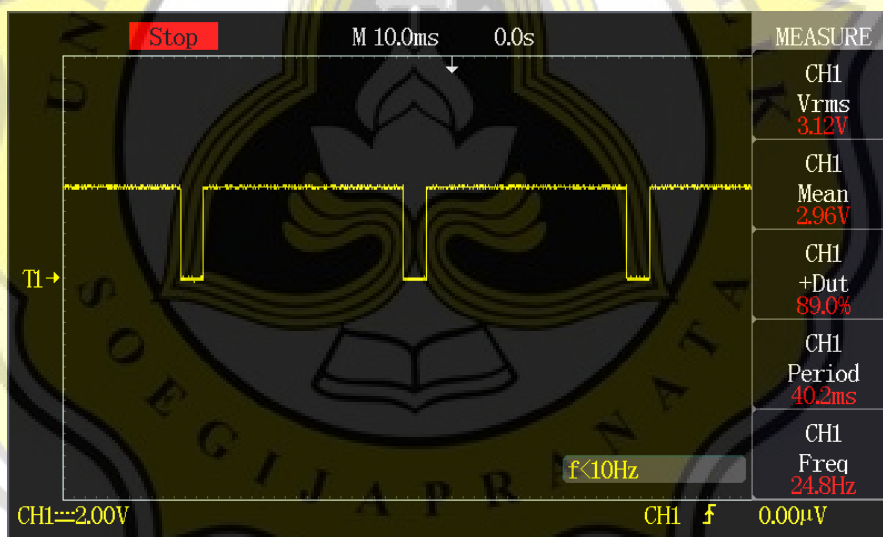 Stop M 10.0ms 0.0s MEASURE
CH1
Vrms
3.12V
CH1
Mean
2.96V
CH1
+Dut
89.0%
CH1
Period
40.2ms
CH1
Freq
24.8Hz
T1
f<10Hz
CH1 2.00V CH1 0.00μV
SOEGIJAPRANATA